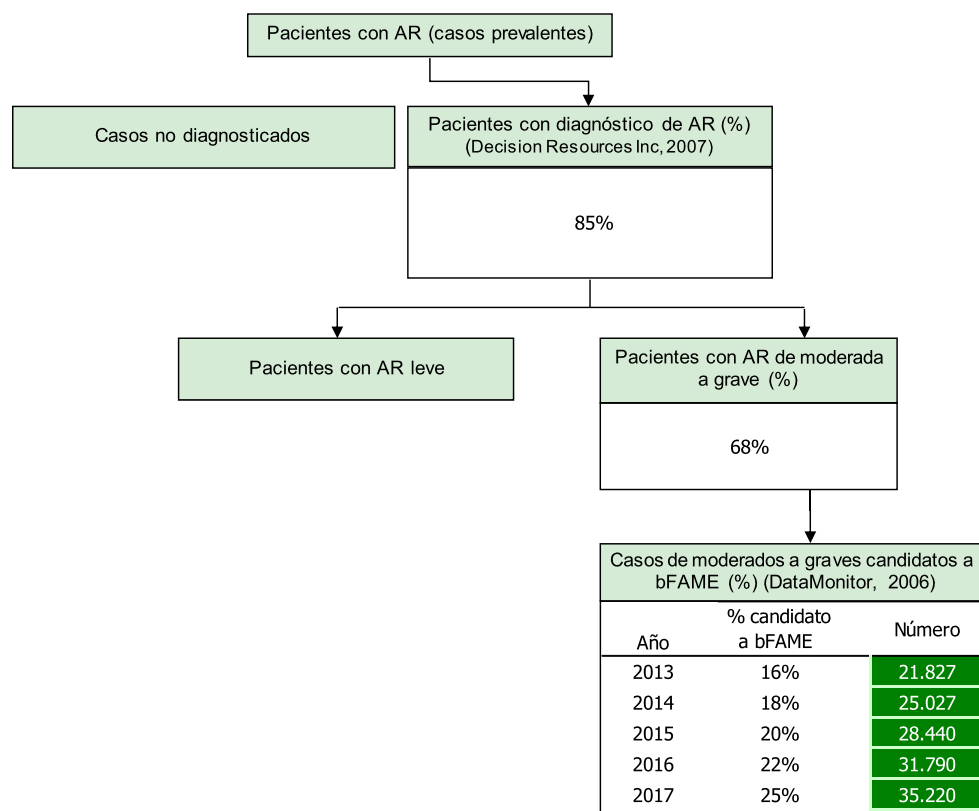 Pacientes con AR (casos prevalentes)
Casos no diagnosticados
Pacientes con diagnóstico de AR (%)
(Decision Resources Inc, 2007)
85%
Pacientes con AR leve
Pacientes con AR de moderada
a grave (%)
68%
Casos de moderados a graves candidatos a
bFAME (%) (DataMonitor, 2006)
Año % candidato a bFAME Número
2013 16% 21.827
2014 18% 25.027
2015 20% 28.440
2016 22% 31.790
2017 25% 35.220